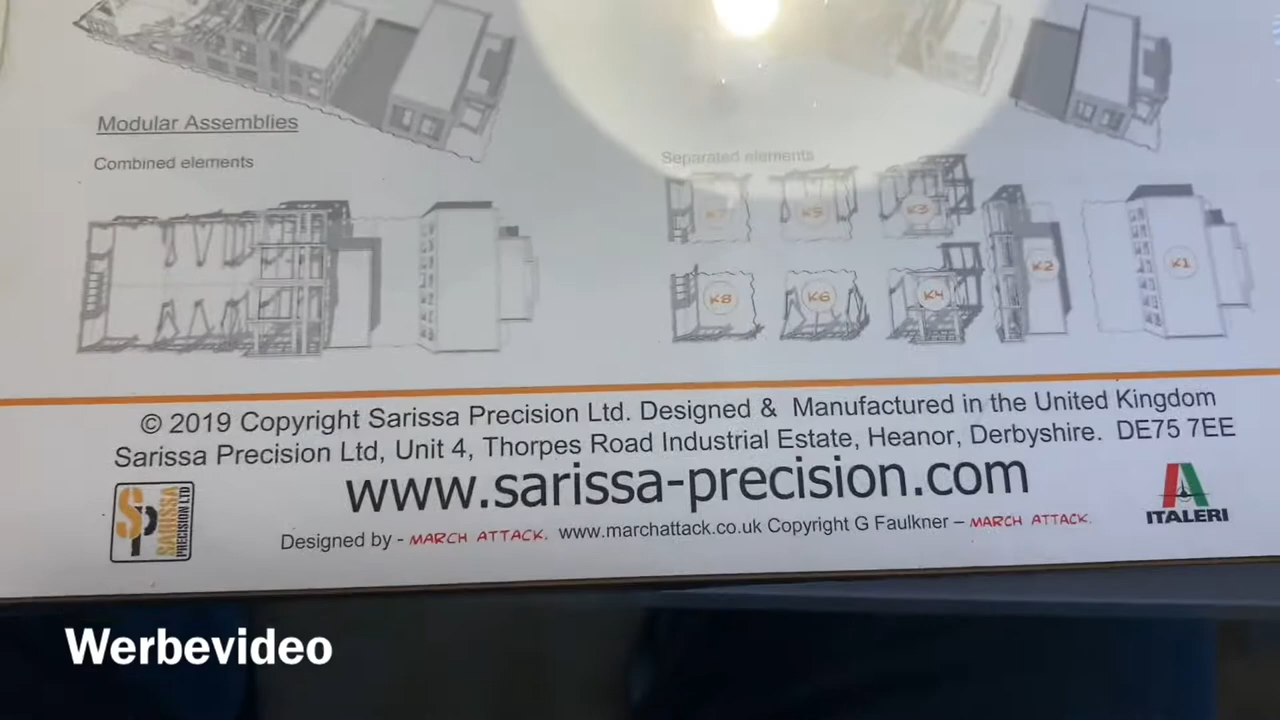 Modular Assemblies
Combined elements
Separated elements
K7
K5
K3
K2
K1
K8
K6
K4
© 2019 Copyright Sarissa Precision Ltd. Designed & Manufactured in the United Kingdom
Sarissa Precision Ltd, Unit 4, Thorpes Road Industrial Estate, Heanor, Derbyshire. DE75 7EE
www.sarissa-precision.com
SP SARISSA PRECISION LTD
Designed by - MARCH ATTACK. www.marchattack.co.uk Copyright G Faulkner – MARCH ATTACK.
ITALERI
Werbevideo